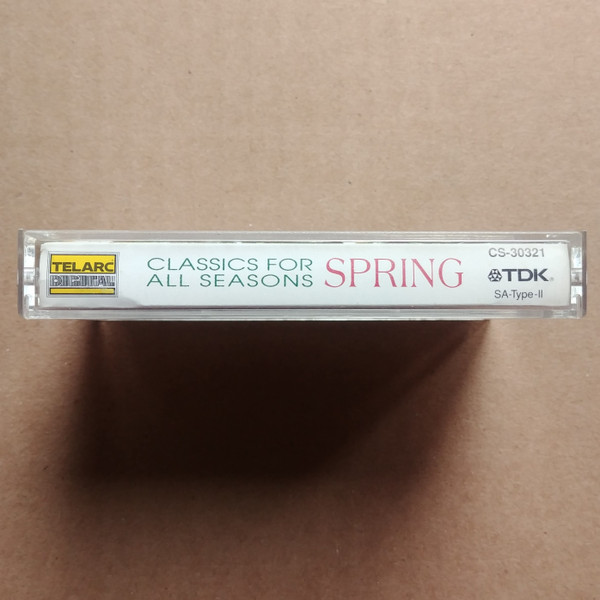 TELARC
DIGITAL
CLASSICS FOR
ALL SEASONS
SPRING
CS-30321
TDK®
SA-Type-II